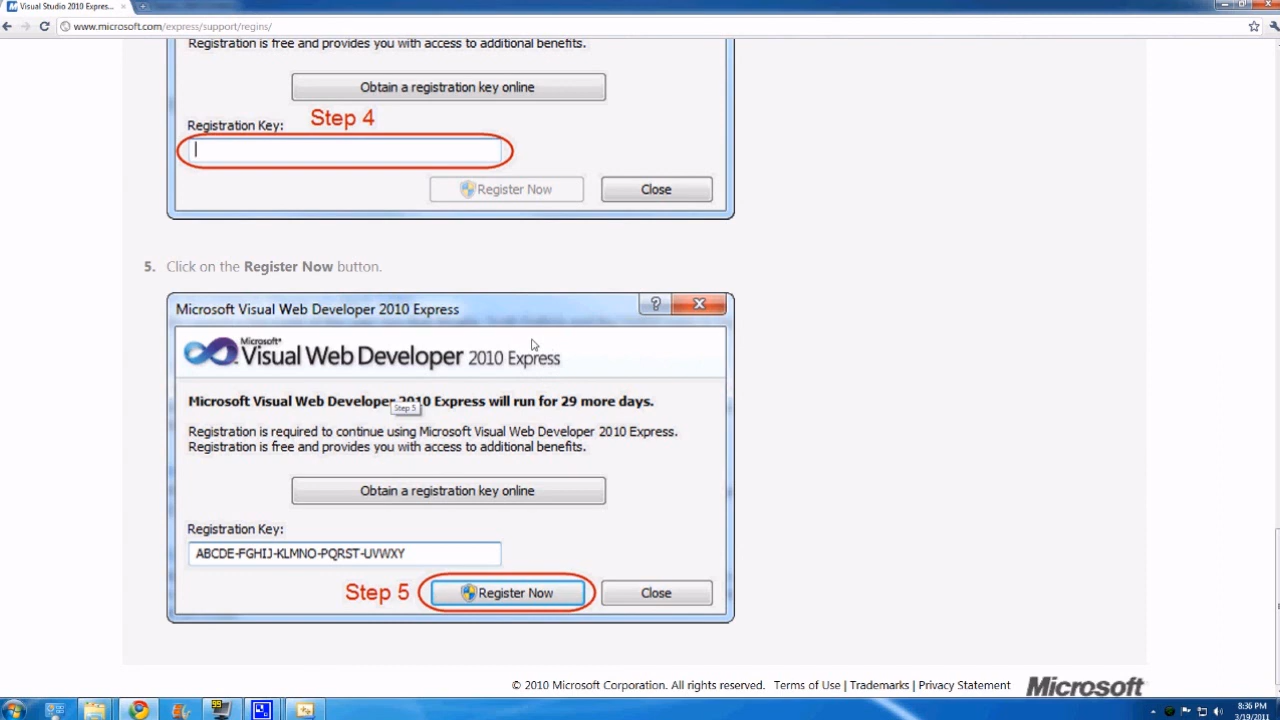 Visual Studio 2010 Expres...
www.microsoft.com/express/support/regins/
Registration is free and provides you with access to additional benefits.
Obtain a registration key online
Step 4
Registration Key:
Register Now
Close
5. Click on the Register Now button.
Microsoft Visual Web Developer 2010 Express
Microsoft®
Visual Web Developer 2010 Express
Microsoft Visual Web Developer 2010 Express will run for 29 more days.
Step 5
Registration is required to continue using Microsoft Visual Web Developer 2010 Express.
Registration is free and provides you with access to additional benefits.
Obtain a registration key online
Registration Key:
ABCDE-FGHIJ-KLMNO-PQRST-UVWXY
Step 5
Register Now
Close
© 2010 Microsoft Corporation. All rights reserved. Terms of Use | Trademarks | Privacy Statement
Microsoft
99
8:36 PM
3/19/2011